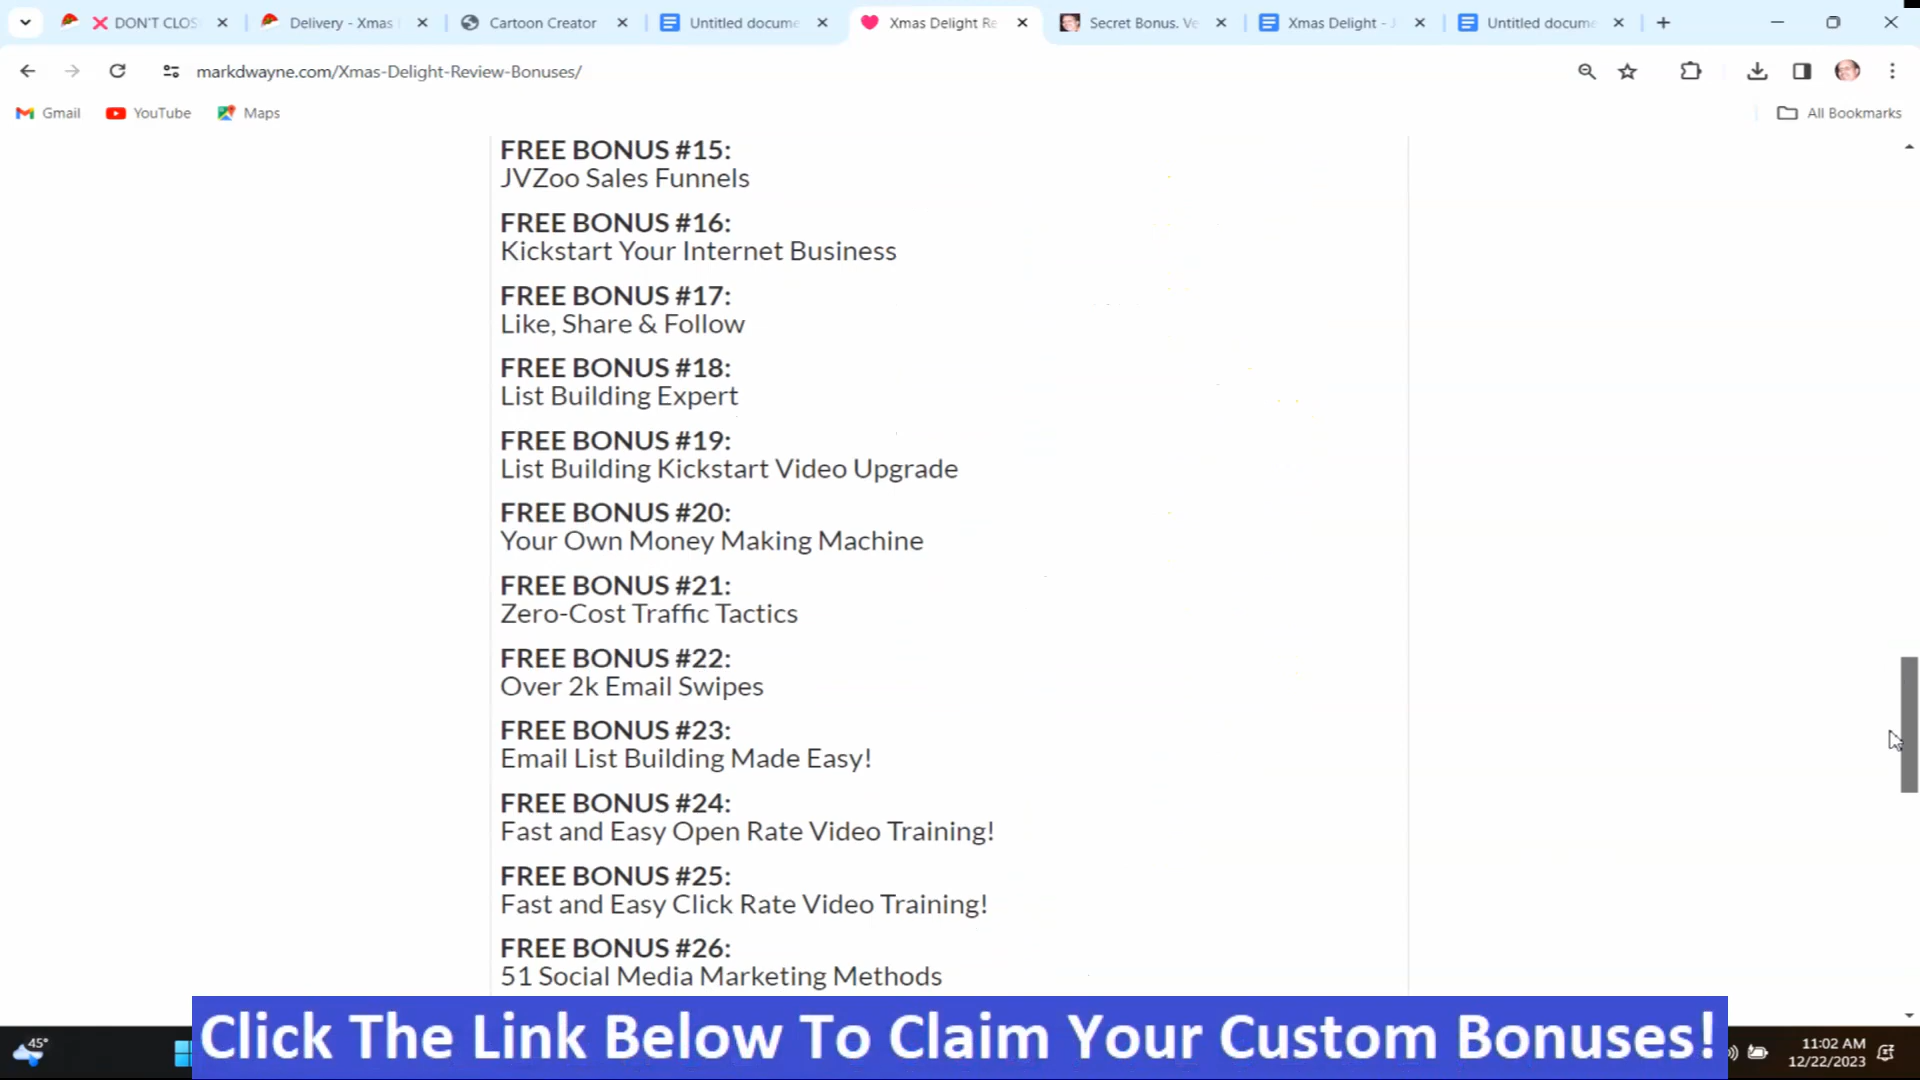 DON'T CLOS
Delivery - Xmas
Cartoon Creator
Untitled docume
Xmas Delight Re
Secret Bonus. Ve
Xmas Delight - J
Untitled docume
markdwayne.com/Xmas-Delight-Review-Bonuses/
Gmail
YouTube
Maps
All Bookmarks
FREE BONUS #15:
JVZoo Sales Funnels
FREE BONUS #16:
Kickstart Your Internet Business
FREE BONUS #17:
Like, Share & Follow
FREE BONUS #18:
List Building Expert
FREE BONUS #19:
List Building Kickstart Video Upgrade
FREE BONUS #20:
Your Own Money Making Machine
FREE BONUS #21:
Zero-Cost Traffic Tactics
FREE BONUS #22:
Over 2k Email Swipes
FREE BONUS #23:
Email List Building Made Easy!
FREE BONUS #24:
Fast and Easy Open Rate Video Training!
FREE BONUS #25:
Fast and Easy Click Rate Video Training!
FREE BONUS #26:
51 Social Media Marketing Methods
45°
Click The Link Below To Claim Your Custom Bonuses!
11:02 AM
12/22/2023